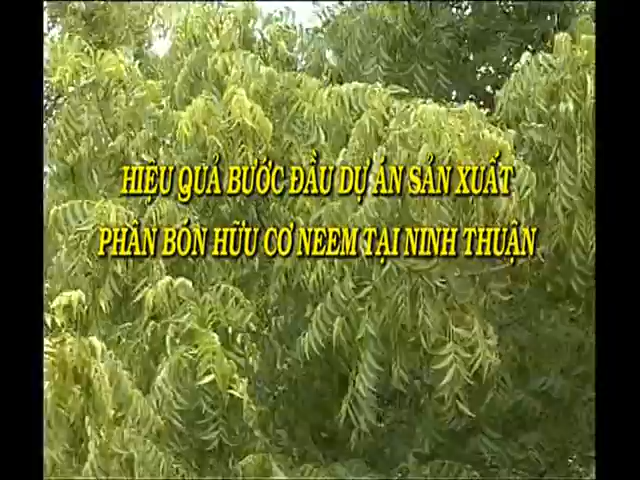 HIỆU QUẢ BƯỚC ĐẦU DỰ ÁN SẢN XUẤT
PHÂN BÓN HỮU CƠ NEEM TẠI NINH THUẬN